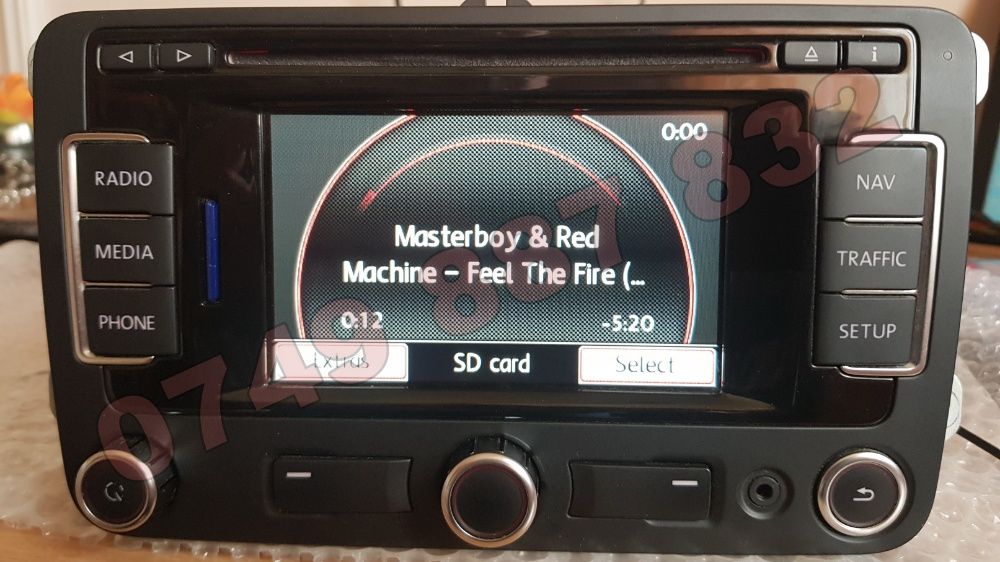 i
0:00
RADIO
NAV
Masterboy & Red
MEDIA
Machine - Feel The Fire (...
TRAFFIC
PHONE
0:12
-5:20
SETUP
Extras
SD card
Select
0749 887 832